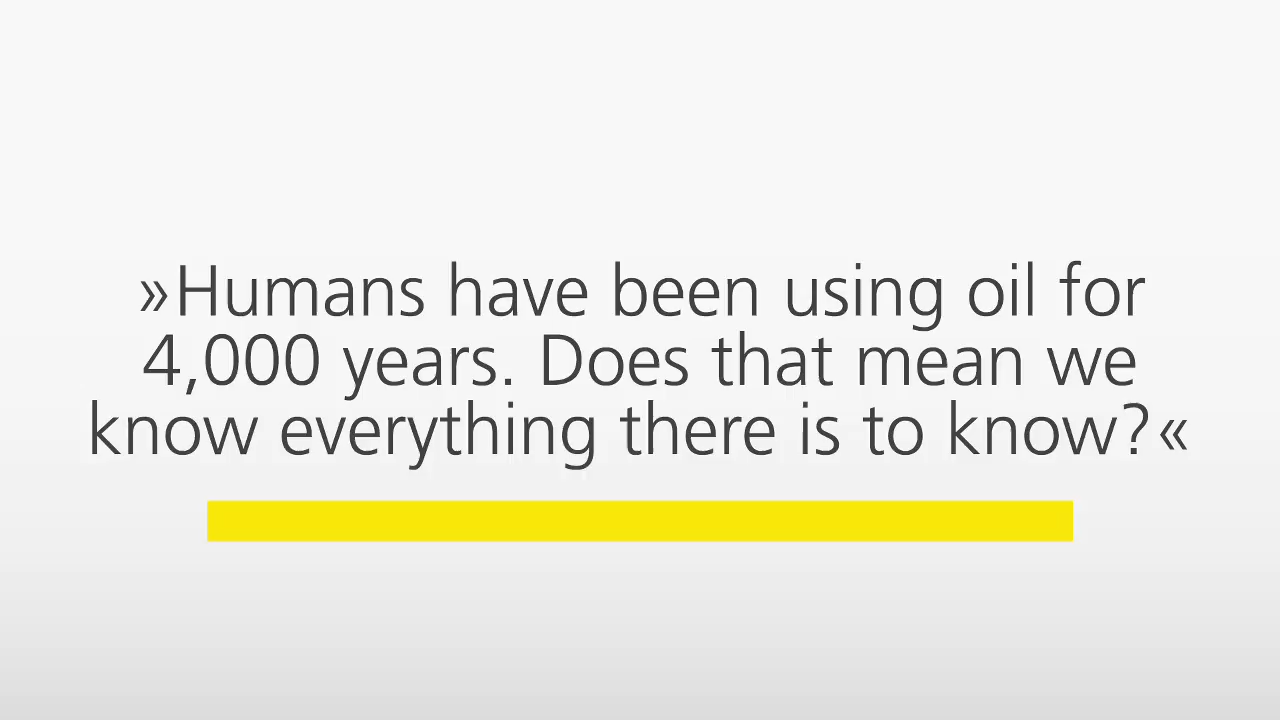 »Humans have been using oil for
4,000 years. Does that mean we
know everything there is to know?«